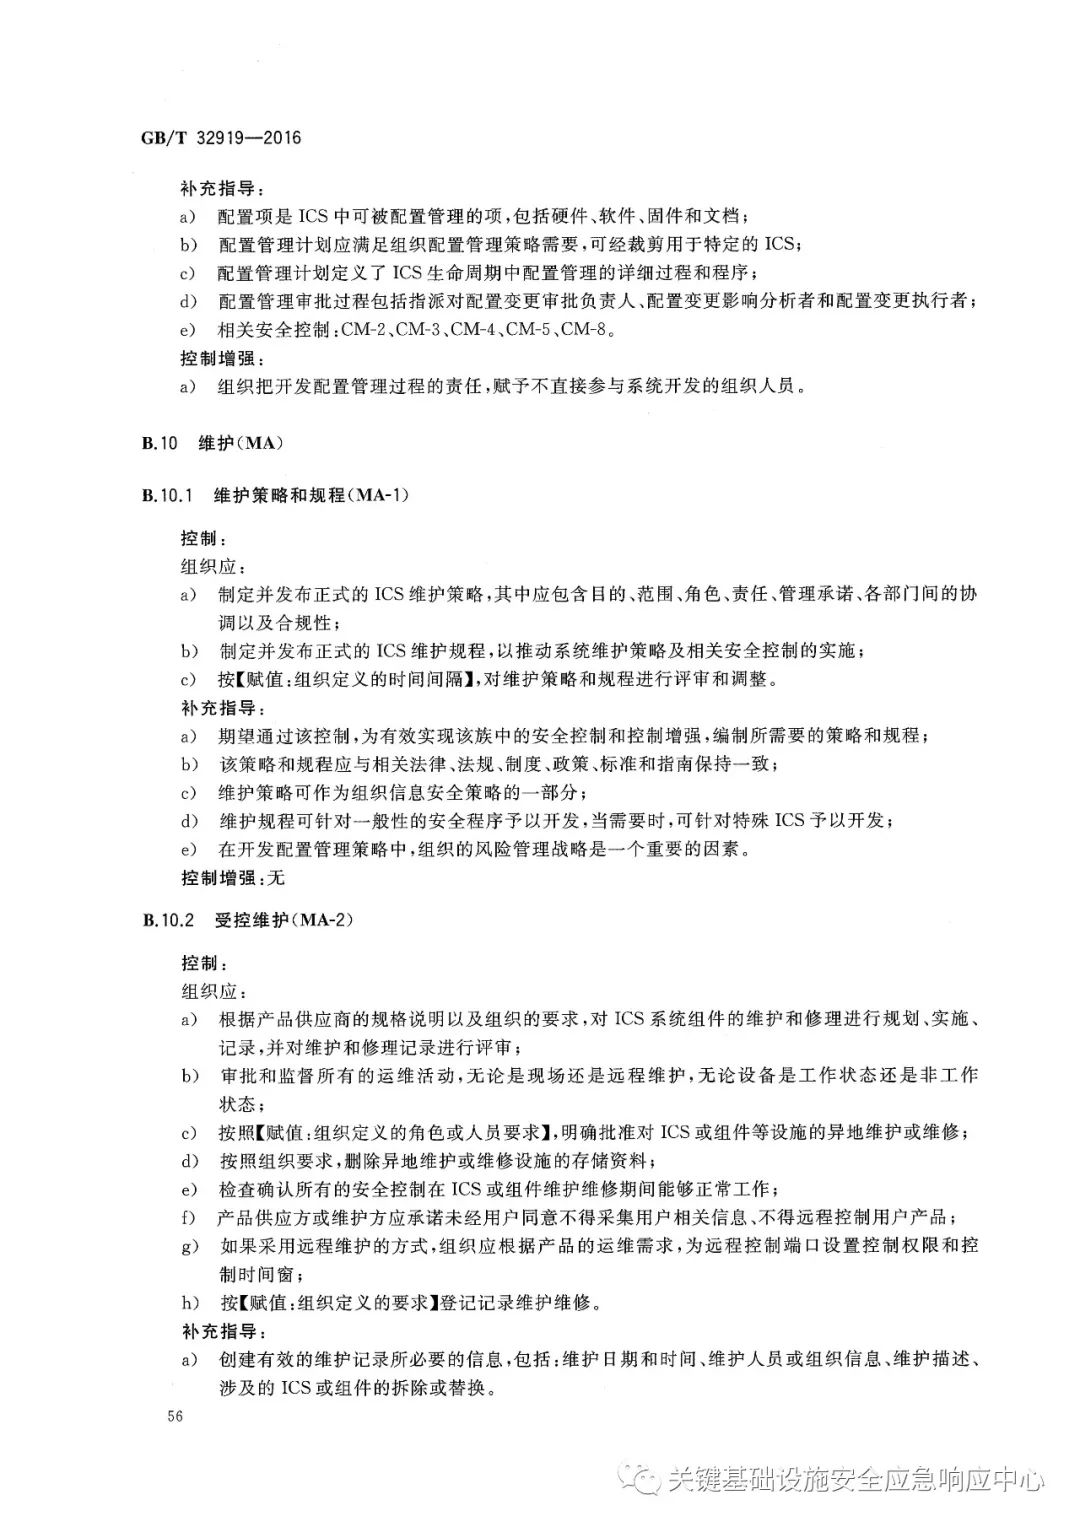 GB/T 32919—2016
补充指导:
a) 配置项是 ICS 中可被配置管理的项,包括硬件、软件、固件和文档;
b) 配置管理计划应满足组织配置管理策略需要,可经裁剪用于特定的 ICS;
c) 配置管理计划定义了 ICS 生命周期中配置管理的详细过程和程序;
d) 配置管理审批过程包括指派对配置变更审批负责人、配置变更影响分析者和配置变更执行者;
e) 相关安全控制:CM-2、CM-3、CM-4、CM-5、CM-8。
控制增强:
a) 组织把开发配置管理过程的责任,赋予不直接参与系统开发的组织人员。
B.10 维护(MA)
B.10.1 维护策略和规程(MA-1)
控制:
组织应:
a) 制定并发布正式的 ICS 维护策略,其中应包含目的、范围、角色、责任、管理承诺、各部门间的协
调以及合规性;
b) 制定并发布正式的 ICS 维护规程,以推动系统维护策略及相关安全控制的实施;
c) 按【赋值:组织定义的时间间隔】,对维护策略和规程进行评审和调整。
补充指导:
a) 期望通过该控制,为有效实现该族中的安全控制和控制增强,编制所需要的策略和规程;
b) 该策略和规程应与相关法律、法规、制度、政策、标准和指南保持一致;
c) 维护策略可作为组织信息安全策略的一部分;
d) 维护规程可针对一般性的安全程序予以开发,当需要时,可针对特殊 ICS 予以开发;
e) 在开发配置管理策略中,组织的风险管理战略是一个重要的因素。
控制增强:无
B.10.2 受控维护(MA-2)
控制:
组织应:
a) 根据产品供应商的规格说明以及组织的要求,对 ICS 系统组件的维护和修理进行规划、实施、
记录,并对维护和修理记录进行评审;
b) 审批和监督所有的运维活动,无论是现场还是远程维护,无论设备是工作状态还是非工作
状态;
c) 按照【赋值:组织定义的角色或人员要求】,明确批准对 ICS 或组件等设施的异地维护或维修;
d) 按照组织要求,删除异地维护或维修设施的存储资料;
e) 检查确认所有的安全控制在 ICS 或组件维护维修期间能够正常工作;
f) 产品供应方或维护方应承诺未经用户同意不得采集用户相关信息、不得远程控制用户产品;
g) 如果采用远程维护的方式,组织应根据产品的运维需求,为远程控制端口设置控制权限和控
制时间窗;
h) 按【赋值:组织定义的要求】登记记录维护维修。
补充指导:
a) 创建有效的维护记录所必要的信息,包括:维护日期和时间、维护人员或组织信息、维护描述、
涉及的 ICS 或组件的拆除或替换。
56
关键基础设施安全应急响应中心